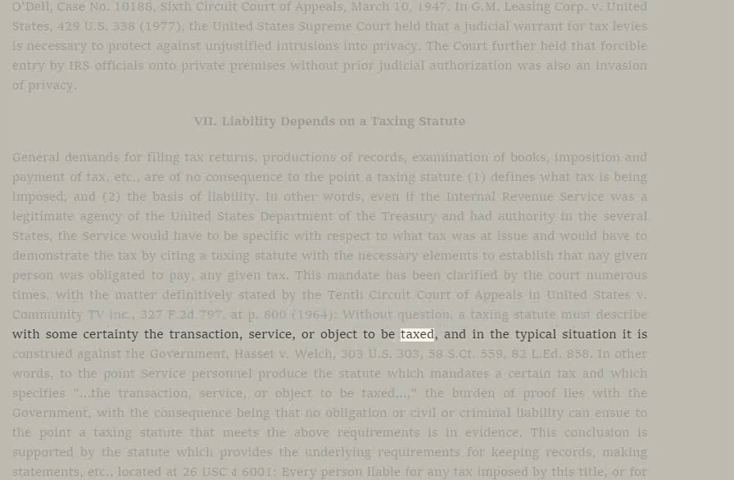 O'Dell, Case No. 10188, Sixth Circuit Court of Appeals, March 10, 1947. In G.M. Leasing Corp. v. United
States, 429 U.S. 338 (1977), the United States Supreme Court held that a judicial warrant for tax levies
is necessary to protect against unjustified intrusions into privacy. The Court further held that forcible
entry by IRS officials onto private premises without prior judicial authorization was also an invasion
of privacy.
VII. Liability Depends on a Taxing Statute
General demands for filing tax returns, productions of records, examination of books, imposition and
payment of tax, etc., are of no consequence to the point a taxing statute (1) defines what tax is being
imposed, and (2) the basis of liability. In other words, even if the Internal Revenue Service was a
legitimate agency of the United States Department of the Treasury and had authority in the several
States, the Service would have to be specific with respect to what tax was at issue and would have to
demonstrate the tax by citing a taxing statute with the necessary elements to establish that nay given
person was obligated to pay, any given tax. This mandate has been clarified by the court numerous
times, with the matter definitively stated by the Tenth Circuit Court of Appeals in United States v.
Community TV inc., 327 F.2d 797, at p. 800 (1964): Without question, a taxing statute must describe
with some certainty the transaction, service, or object to be taxed, and in the typical situation it is
construed against the Government, Hasset v. Welch, 303 U.S. 303, 58 S.Ct. 559, 82 L.Ed. 858. In other
words, to the point Service personnel produce the statute which mandates a certain tax and which
specifies "...the transaction, service, or object to be taxed...," the burden of proof lies with the
Government, with the consequence being that no obligation or civil or criminal liability can ensue to
the point a taxing statute that meets the above requirements is in evidence. This conclusion is
supported by the statute which provides the underlying requirements for keeping records, making
statements, etc., located at 26 USC ¢ 6001: Every person liable for any tax imposed by this title, or for